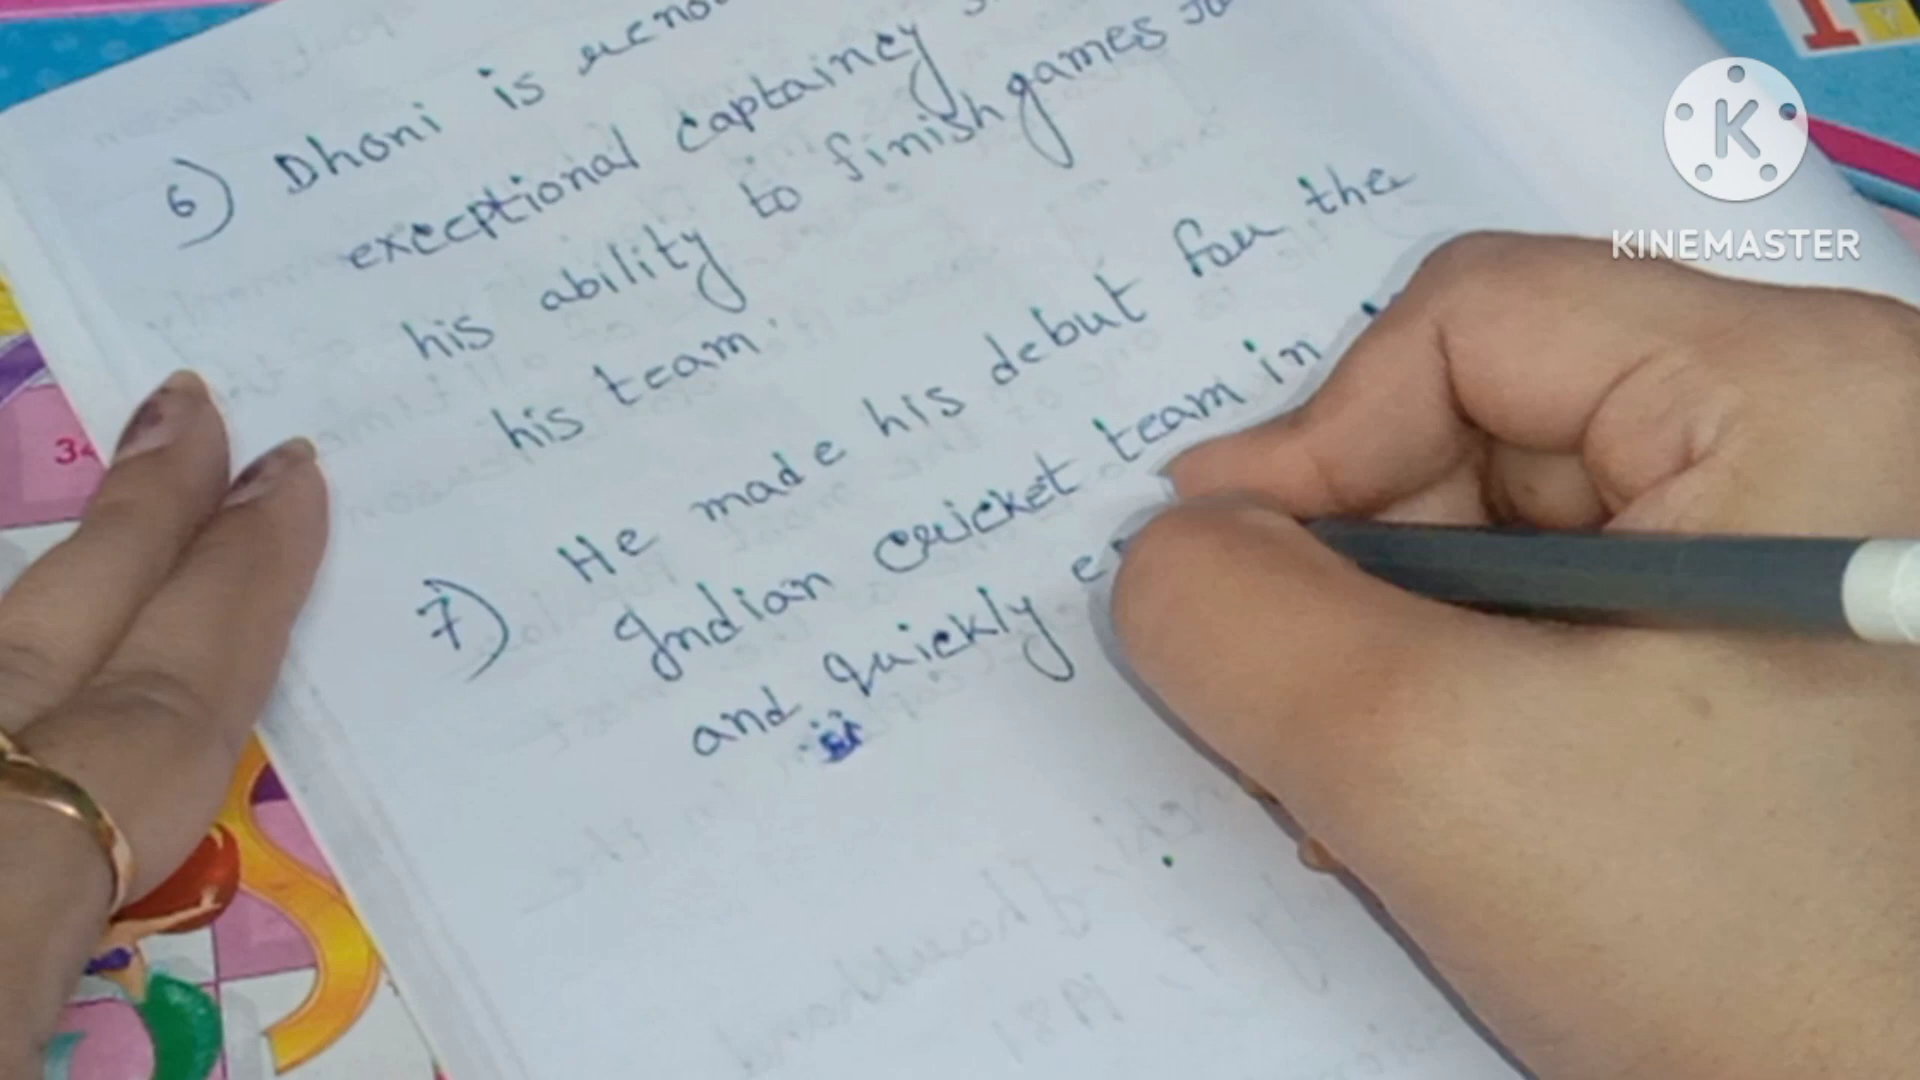 6) Dhoni is
exceptional captaincy
his ability to finish games
his team.
7) He made his debut for the
Indian cricket team in
and quickly
KINEMASTER